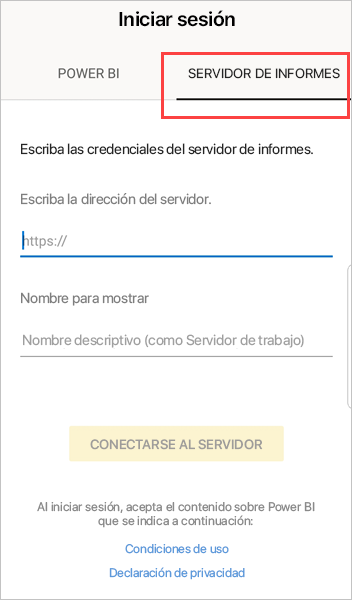 Iniciar sesión
POWER BI
SERVIDOR DE INFORMES
Escriba las credenciales del servidor de informes.
Escriba la dirección del servidor.
https://
Nombre para mostrar
Nombre descriptivo (como Servidor de trabajo)
CONECTARSE AL SERVIDOR
Al iniciar sesión, acepta el contenido sobre Power BI
que se indica a continuación:
Condiciones de uso
Declaración de privacidad